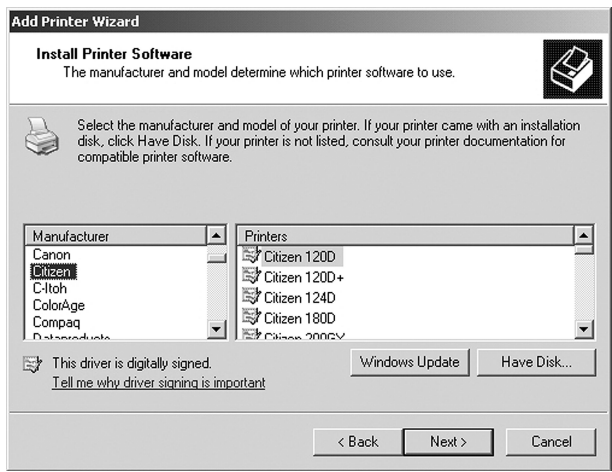 Add Printer Wizard
Install Printer Software
The manufacturer and model determine which printer software to use.
Select the manufacturer and model of your printer. If your printer came with an installation
disk, click Have Disk. If your printer is not listed, consult your printer documentation for
compatible printer software.
Manufacturer
Canon
Citizen
C-Itoh
ColorAge
Compaq
Dataproducts
Printers
Citizen 120D
Citizen 120D+
Citizen 124D
Citizen 180D
Citizen 200GX
This driver is digitally signed.
Tell me why driver signing is important
Windows Update
Have Disk...
< Back
Next >
Cancel